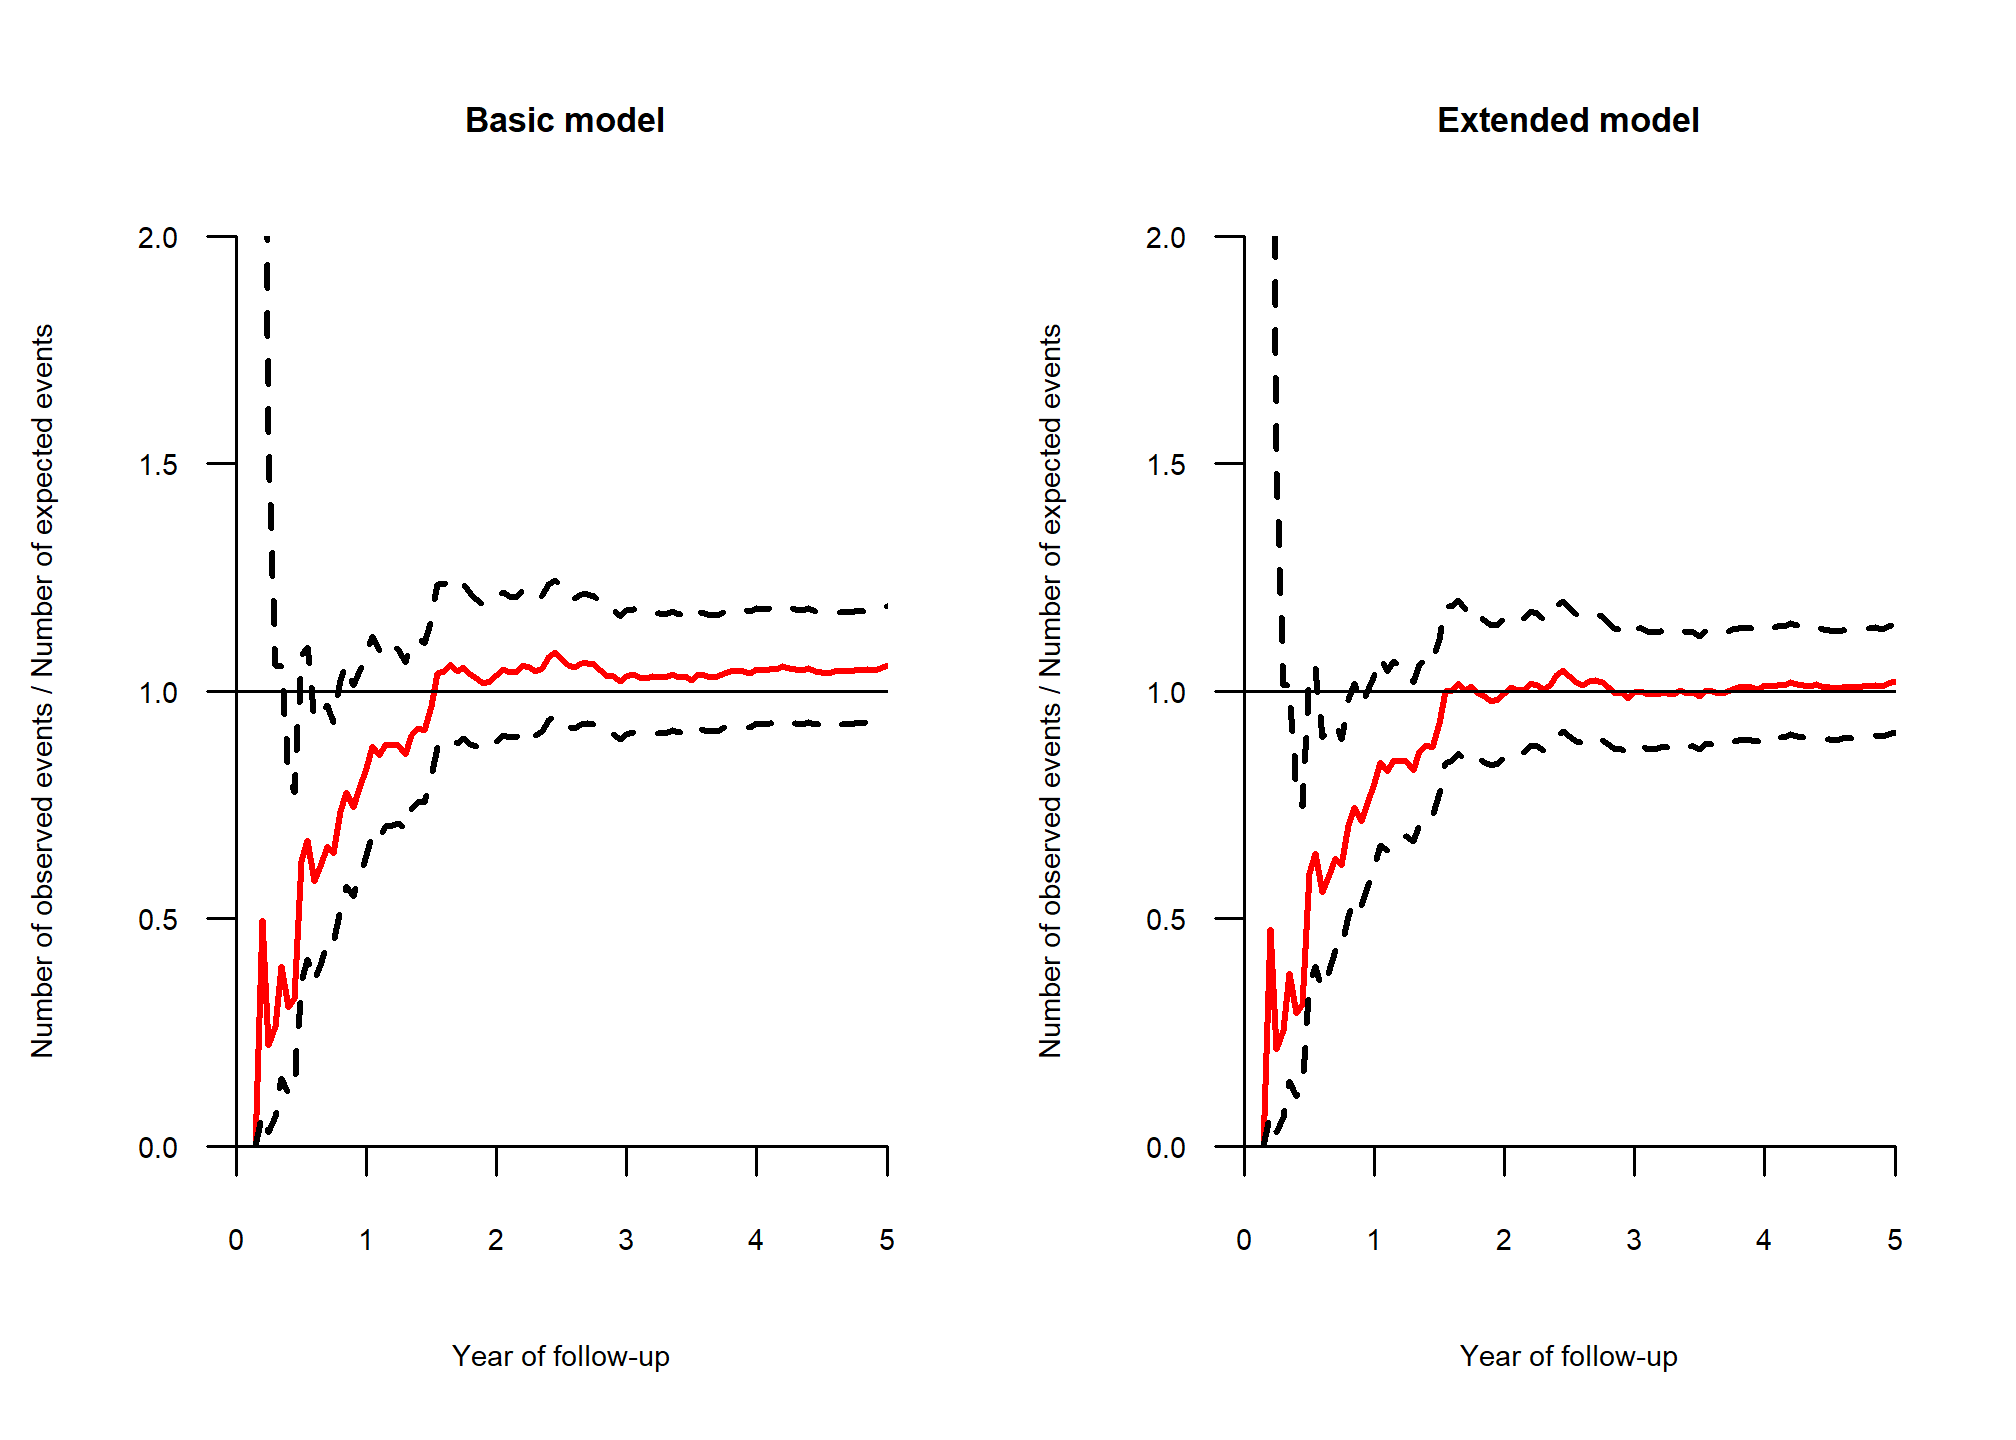 Basic model
Number of observed events / Number of expected events
2.0
1.5
1.0
0.5
0.0
0 1 2 3 4 5
Year of follow-up
Extended model
Number of observed events / Number of expected events
2.0
1.5
1.0
0.5
0.0
0 1 2 3 4 5
Year of follow-up